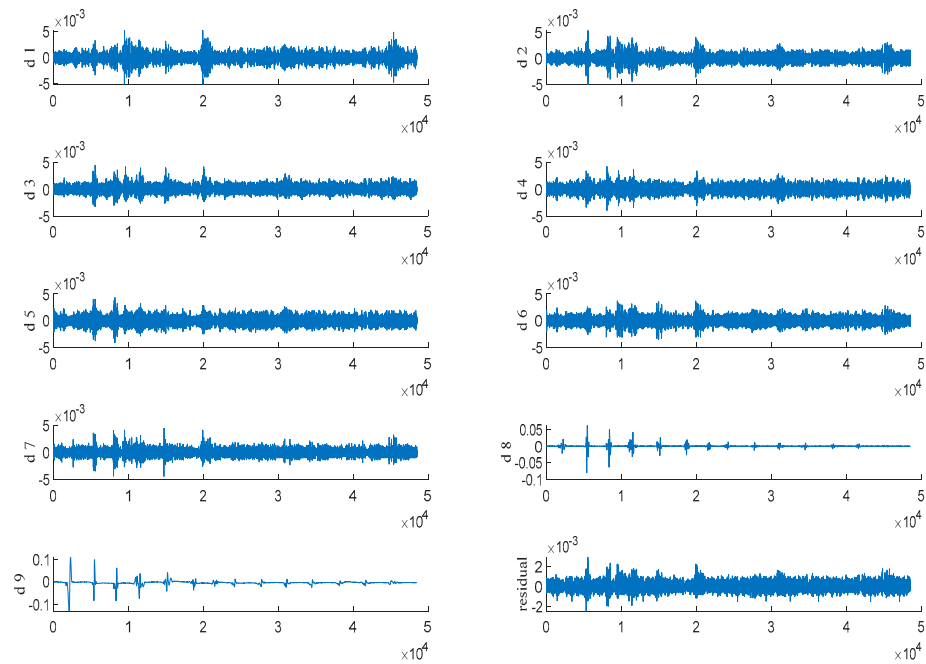 ×10-3 ×10-3
5 5
d 1 0 d 2 0
-5 -5
0 1 2 3 4 5 0 1 2 3 4 5
×104 ×104
×10-3 ×10-3
5 5
d 3 0 d 4 0
-5 -5
0 1 2 3 4 5 0 1 2 3 4 5
×104 ×104
×10-3 ×10-3
5 5
d 5 0 d 6 0
-5 -5
0 1 2 3 4 5 0 1 2 3 4 5
×104 ×104
×10-3
5 0.05
d 7 0 d 8 0
-0.05
-5 -0.1
0 1 2 3 4 5 0 1 2 3 4 5
×104 ×104
×10-3
0.1 2
d 9 0 residual 0
-0.1 -2
0 1 2 3 4 5 0 1 2 3 4 5
×104 ×104